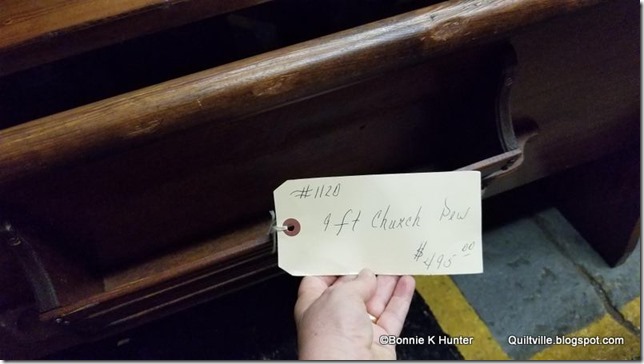 #1120
9 ft Church Pew
$495.00
©Bonnie K Hunter Quiltville.blogspot.com